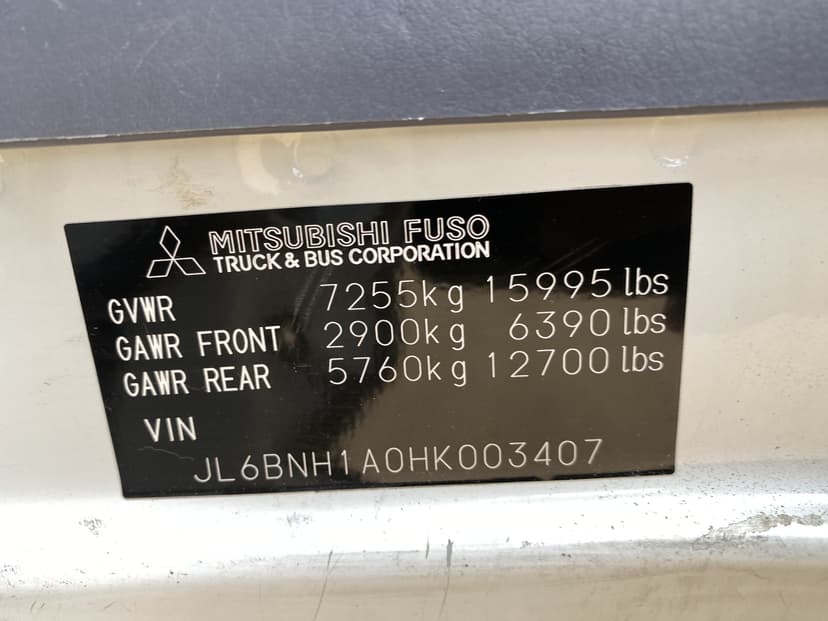 MITSUBISHI FUSO
TRUCK & BUS CORPORATION
GVWR 7255kg 15995 lbs
GAWR FRONT 2900kg 6390 lbs
GAWR REAR 5760kg 12700 lbs
VIN
JL6BNH1A0HK003407